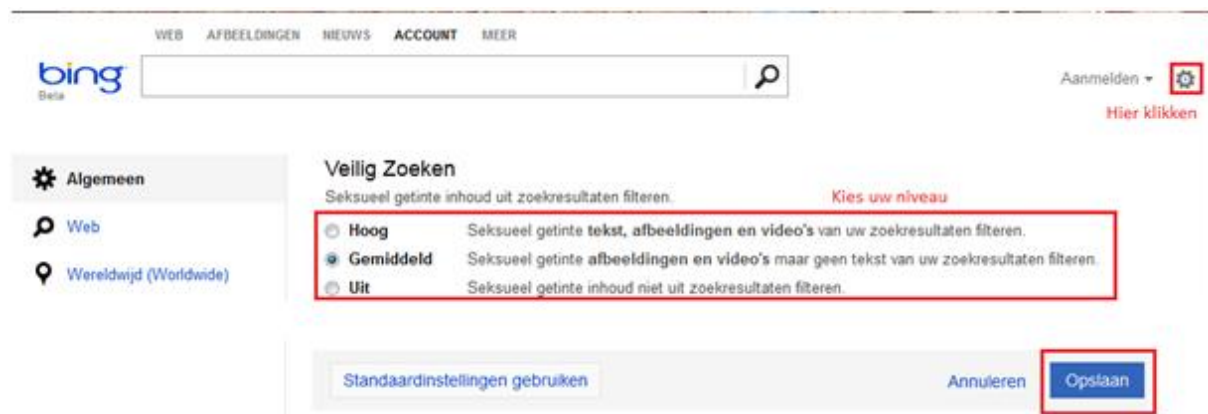 WEB AFBEELDINGEN NIEUWS ACCOUNT MEER
bing
Beta
Aanmelden
Hier klikken
Algemeen
Web
Wereldwijd (Worldwide)
Veilig Zoeken
Seksueel getinte inhoud uit zoekresultaten filteren.
Kies uw niveau
Hoog Seksueel getinte tekst, afbeeldingen en video's van uw zoekresultaten filteren.
Gemiddeld Seksueel getinte afbeeldingen en video's maar geen tekst van uw zoekresultaten filteren.
Uit Seksueel getinte inhoud niet uit zoekresultaten filteren.
Standaardinstellingen gebruiken Annuleren Opslaan